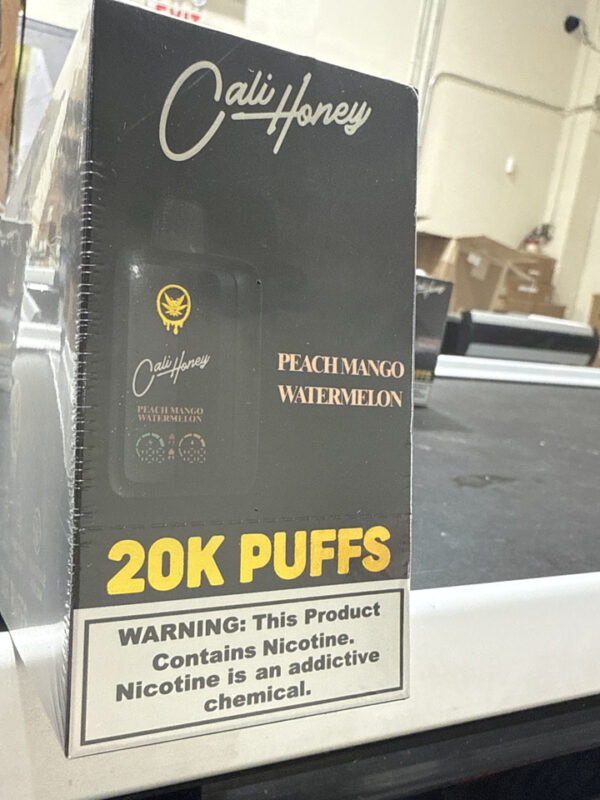 EXIT
Cali Honey
Cali Honey
PEACH MANGO
WATERMELON
PEACH MANGO
WATERMELON
20K PUFFS
WARNING: This Product
Contains Nicotine.
Nicotine is an addictive
chemical.